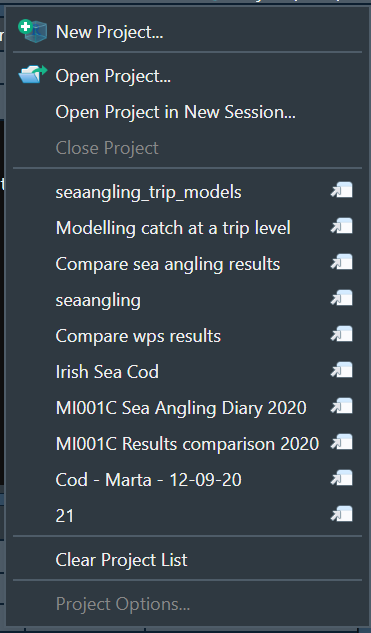 New Project...
Open Project...
Open Project in New Session...
Close Project
seaangling_trip_models
Modelling catch at a trip level
Compare sea angling results
seaangling
Compare wps results
Irish Sea Cod
MI001C Sea Angling Diary 2020
MI001C Results comparison 2020
Cod - Marta - 12-09-20
21
Clear Project List
Project Options...